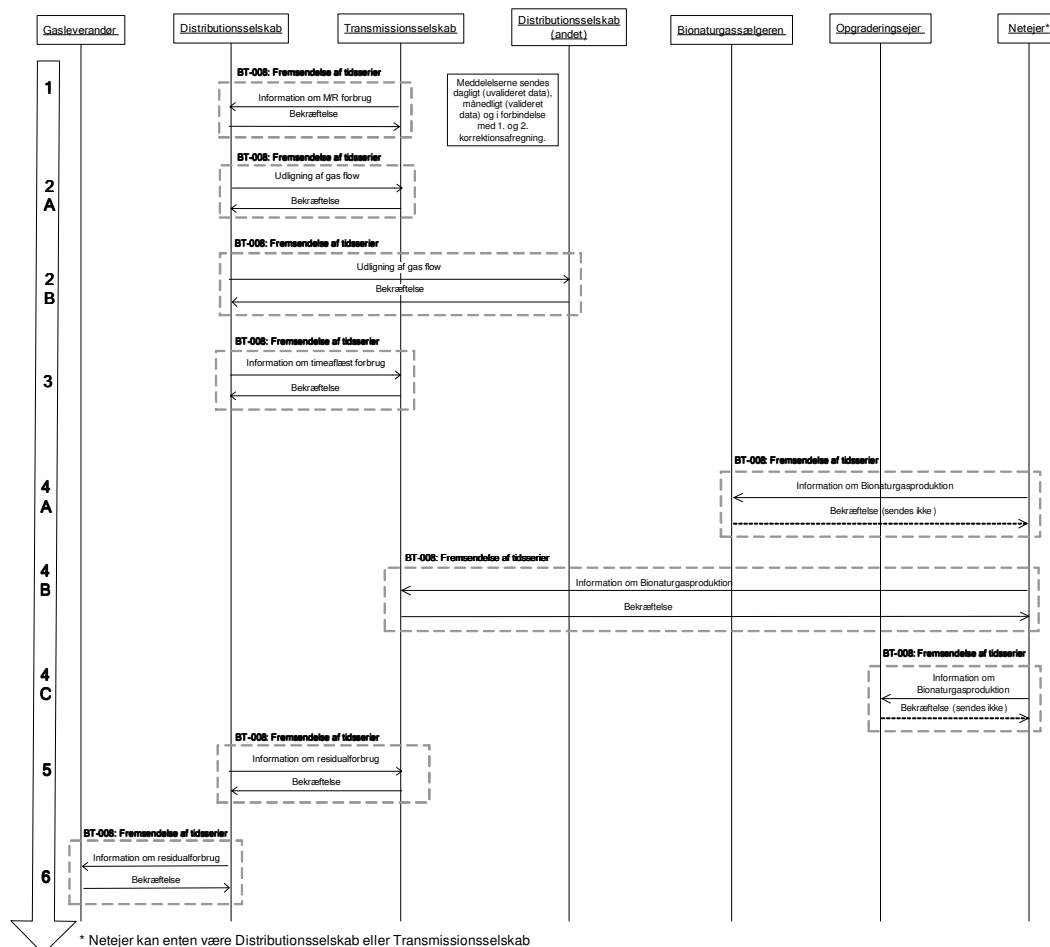 Gasleverandør
Distributionsselskab
Transmissionsselskab
Distributionsselskab
(andet)
Bionaturgassælgeren
Opgraderingsejer
Netejer*
1
BT-008: Fremsendelse af tidsserier
Information om M/R forbrug
Bekræftelse
Meddelelserne sendes
dagligt (uvalideret data),
månedligt (valideret
data) og i forbindelse
med 1. og 2.
korrektionsafregning.
2
A
BT-008: Fremsendelse af tidsserier
Udligning af gas flow
Bekræftelse
2
B
BT-008: Fremsendelse af tidsserier
Udligning af gas flow
Bekræftelse
3
BT-008: Fremsendelse af tidsserier
Information om timeaflæst forbrug
Bekræftelse
4
A
BT-008: Fremsendelse af tidsserier
Information om Bionaturgasproduktion
Bekræftelse (sendes ikke)
4
B
BT-008: Fremsendelse af tidsserier
Information om Bionaturgasproduktion
Bekræftelse
4
C
BT-008: Fremsendelse af tidsserier
Information om
Bionaturgasproduktion
Bekræftelse (sendes ikke)
5
BT-008: Fremsendelse af tidsserier
Information om residualforbrug
Bekræftelse
6
BT-008: Fremsendelse af tidsserier
Information om residualforbrug
Bekræftelse
* Netejer kan enten være Distributionsselskab eller Transmissionsselskab